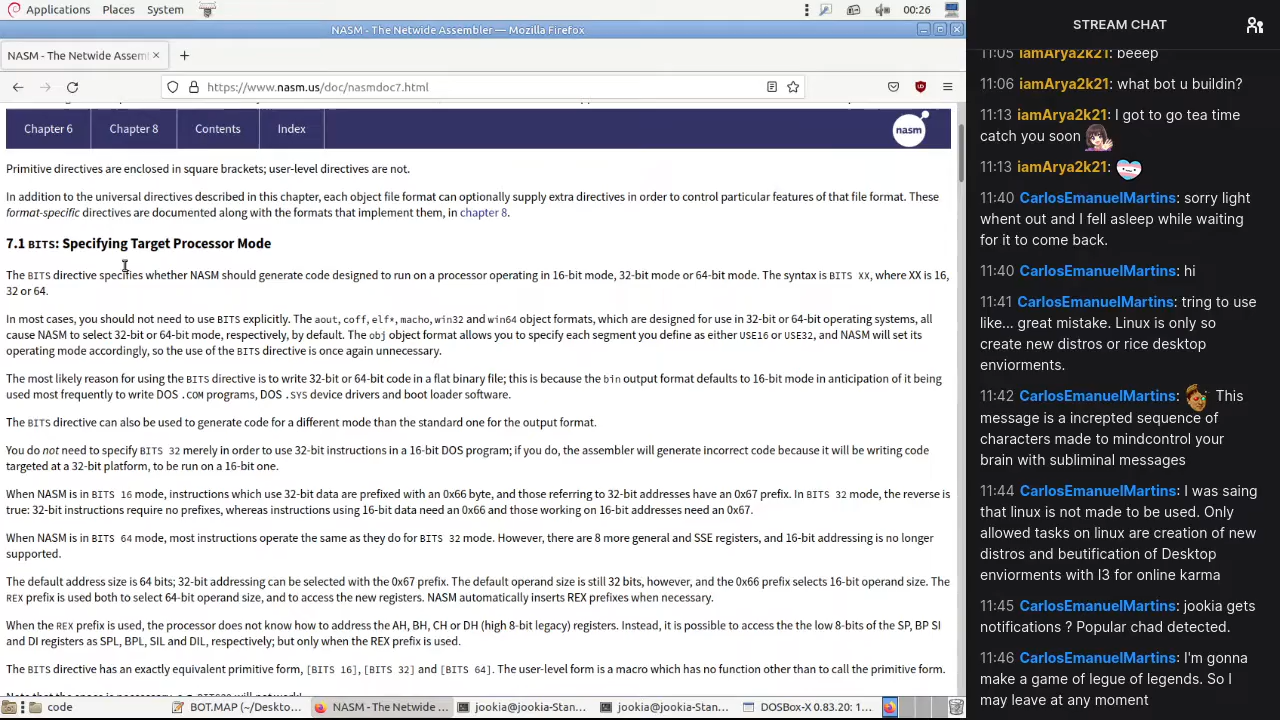 Applications Places System 00:26
NASM - The Netwide Assembler — Mozilla Firefox
NASM - The Netwide Assem
https://www.nasm.us/doc/nasmdoc7.html
Chapter 6 Chapter 8 Contents Index nasm
Primitive directives are enclosed in square brackets; user-level directives are not.
In addition to the universal directives described in this chapter, each object file format can optionally supply extra directives in order to control particular features of that file format. These
format-specific directives are documented along with the formats that implement them, in chapter 8.
7.1 BITS: Specifying Target Processor Mode
The BITS directive specifies whether NASM should generate code designed to run on a processor operating in 16-bit mode, 32-bit mode or 64-bit mode. The syntax is BITS XX, where XX is 16,
32 or 64.
In most cases, you should not need to use BITS explicitly. The aout, coff, elf*, macho, win32 and win64 object formats, which are designed for use in 32-bit or 64-bit operating systems, all
cause NASM to select 32-bit or 64-bit mode, respectively, by default. The obj object format allows you to specify each segment you define as either USE16 or USE32, and NASM will set its
operating mode accordingly, so the use of the BITS directive is once again unnecessary.
The most likely reason for using the BITS directive is to write 32-bit or 64-bit code in a flat binary file; this is because the bin output format defaults to 16-bit mode in anticipation of it being
used most frequently to write DOS .COM programs, DOS .SYS device drivers and boot loader software.
The BITS directive can also be used to generate code for a different mode than the standard one for the output format.
You do not need to specify BITS 32 merely in order to use 32-bit instructions in a 16-bit DOS program; if you do, the assembler will generate incorrect code because it will be writing code
targeted at a 32-bit platform, to be run on a 16-bit one.
When NASM is in BITS 16 mode, instructions which use 32-bit data are prefixed with an 0x66 byte, and those referring to 32-bit addresses have an 0x67 prefix. In BITS 32 mode, the reverse is
true: 32-bit instructions require no prefixes, whereas instructions using 16-bit data need an 0x66 and those working on 16-bit addresses need an 0x67.
When NASM is in BITS 64 mode, most instructions operate the same as they do for BITS 32 mode. However, there are 8 more general and SSE registers, and 16-bit addressing is no longer
supported.
The default address size is 64 bits; 32-bit addressing can be selected with the 0x67 prefix. The default operand size is still 32 bits, however, and the 0x66 prefix selects 16-bit operand size. The
REX prefix is used both to select 64-bit operand size, and to access the new registers. NASM automatically inserts REX prefixes when necessary.
When the REX prefix is used, the processor does not know how to address the AH, BH, CH or DH (high 8-bit legacy) registers. Instead, it is possible to access the the low 8-bits of the SP, BP SI
and DI registers as SPL, BPL, SIL and DIL, respectively; but only when the REX prefix is used.
The BITS directive has an exactly equivalent primitive form, [BITS 16], [BITS 32] and [BITS 64]. The user-level form is a macro which has no function other than to call the primitive form.
Note that the space is necessary, e.g. BITS32 will not work!
code BOT.MAP (~/Deskto... NASM - The Netwide ... jookia@jookia-Stan... jookia@jookia-Stan... DOSBox-X 0.83.20: 1...
STREAM CHAT
11:05 iamArya2k21: beeep
11:06 iamArya2k21: what bot u buildin?
11:13 iamArya2k21: I got to go tea time
catch you soon
11:13 iamArya2k21:
11:40 CarlosEmanuelMartins: sorry light
whent out and I fell asleep while waiting
for it to come back.
11:40 CarlosEmanuelMartins: hi
11:41 CarlosEmanuelMartins: tring to use
like... great mistake. Linux is only so
create new distros or rice desktop
enviorments.
11:42 CarlosEmanuelMartins: This
message is a increpted sequence of
characters made to mindcontrol your
brain with subliminal messages
11:44 CarlosEmanuelMartins: I was saing
that linux is not made to be used. Only
allowed tasks on linux are creation of new
distros and beutification of Desktop
enviorments with I3 for online karma
11:45 CarlosEmanuelMartins: jookia gets
notifications ? Popular chad detected.
11:46 CarlosEmanuelMartins: I'm gonna
make a game of legue of legends. So I
may leave at any moment